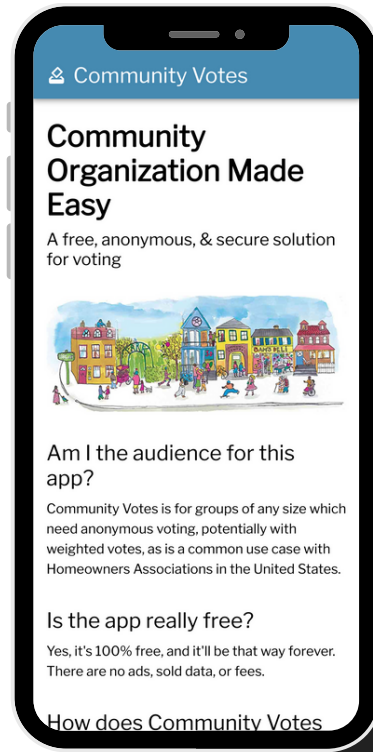 Community Votes
Community
Organization Made
Easy
A free, anonymous, & secure solution
for voting
Am I the audience for this
app?
Community Votes is for groups of any size which
need anonymous voting, potentially with
weighted votes, as is a common use case with
Homeowners Associations in the United States.
Is the app really free?
Yes, it's 100% free, and it'll be that way forever.
There are no ads, sold data, or fees.
How does Community Votes